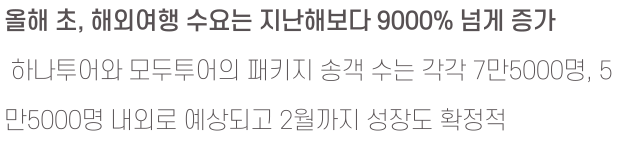 올해 초, 해외여행 수요는 지난해보다 9000% 넘게 증가
하나투어와 모두투어의 패키지 송객 수는 각각 7만5000명, 5
만5000명 내외로 예상되고 2월까지 성장도 확정적